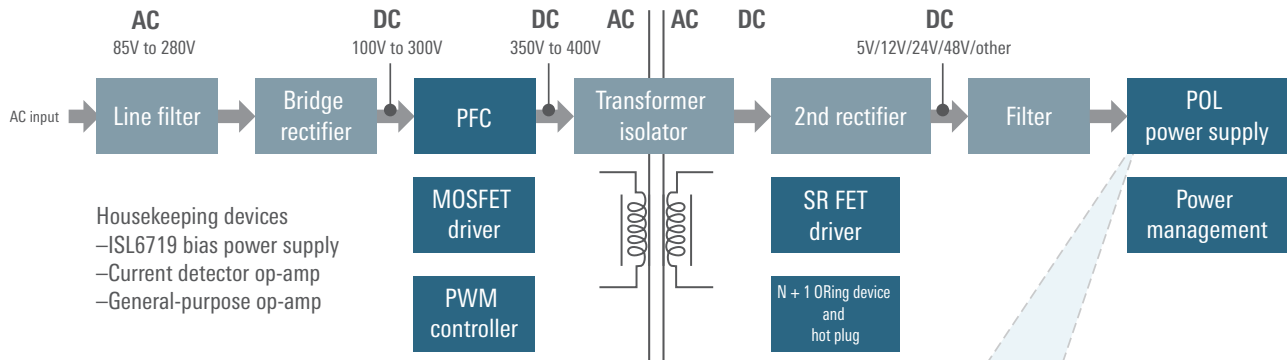 AC
DC
DC
AC
AC
DC
DC
85V to 280V
100V to 300V
350V to 400V
5V/12V/24V/48V/other
AC input
Line filter
Bridge
rectifier
PFC
Transformer
isolator
2nd rectifier
Filter
POL
power supply
Housekeeping devices
–ISL6719 bias power supply
–Current detector op-amp
–General-purpose op-amp
MOSFET
driver
SR FET
driver
Power
management
PWM
controller
N + 1 ORing device
and
hot plug